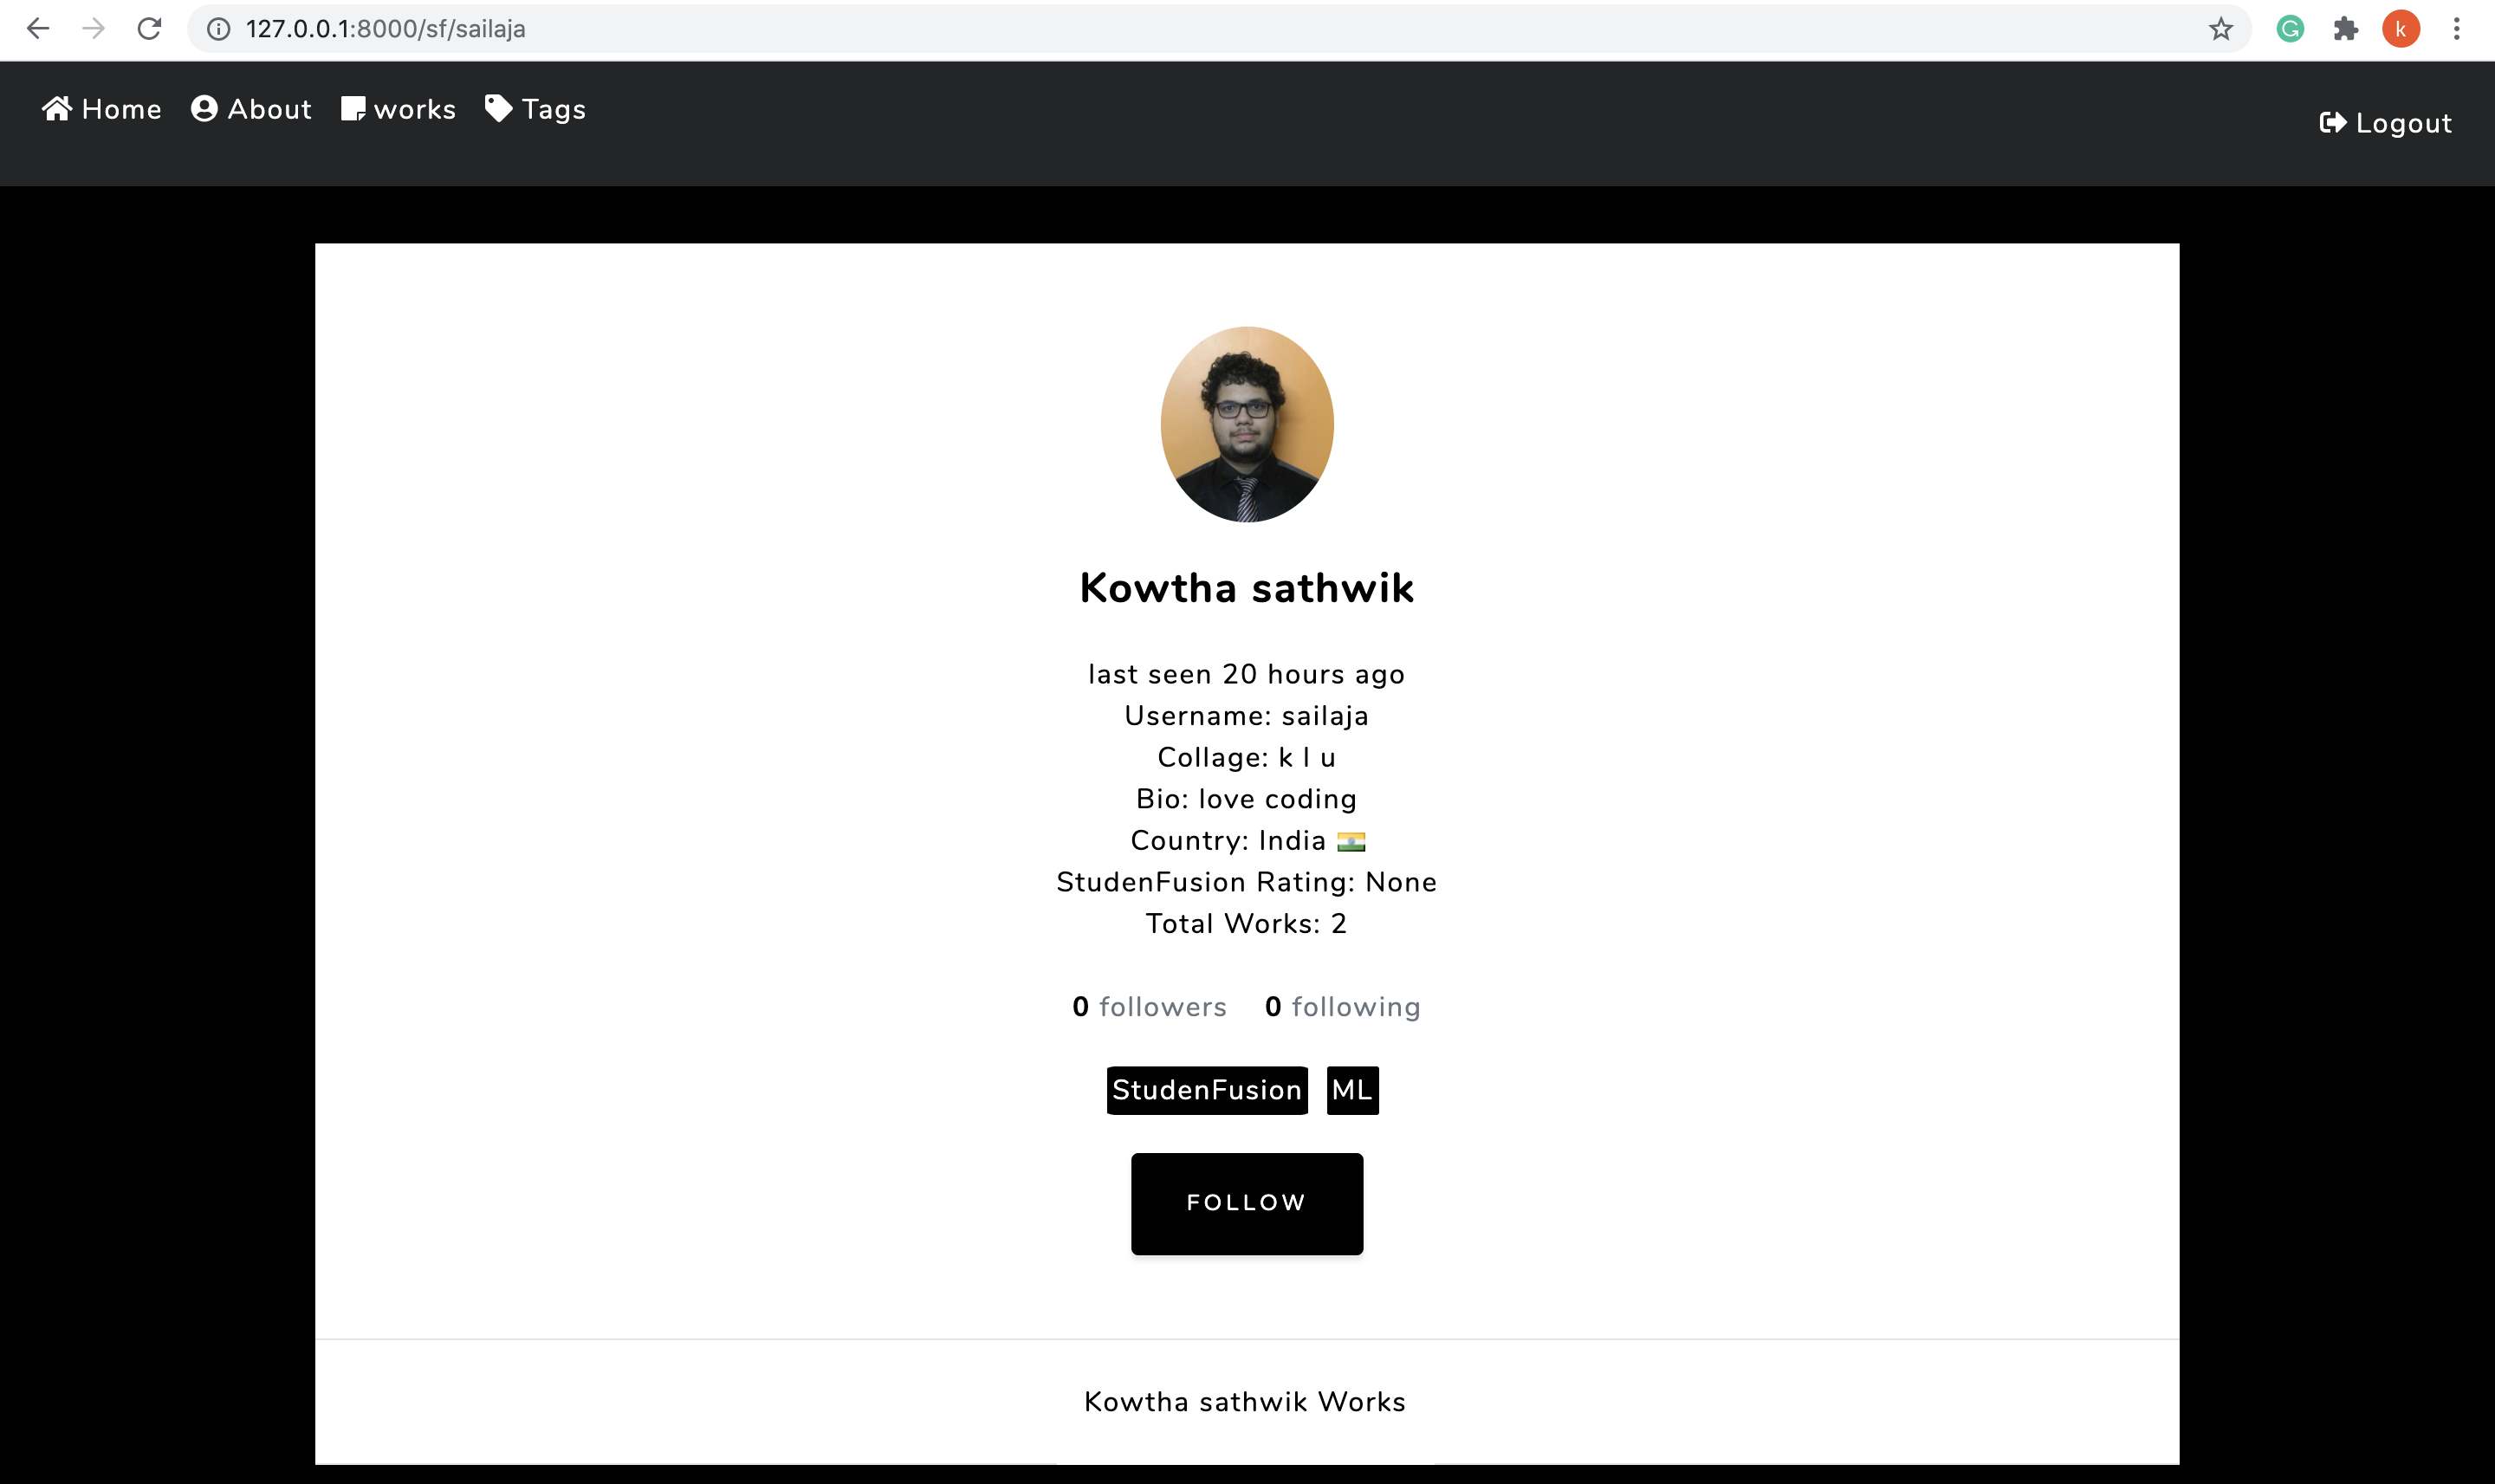 127.0.0.1:8000/sf/sailaja
k
Home About works Tags
Logout
Kowtha sathwik
last seen 20 hours ago
Username: sailaja
Collage: k l u
Bio: love coding
Country: India 🇮🇳
StudenFusion Rating: None
Total Works: 2
0 followers 0 following
StudenFusion ML
FOLLOW
Kowtha sathwik Works